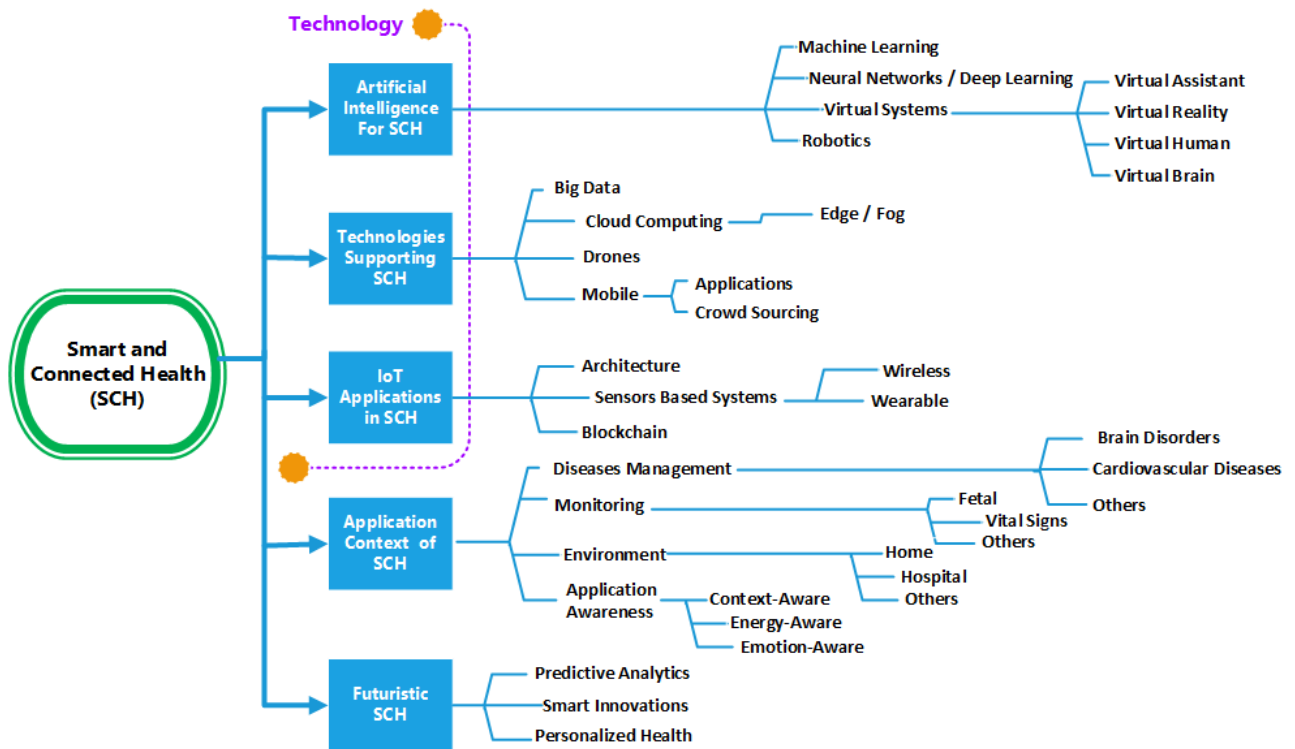 Technology
Smart and
Connected Health
(SCH)
Artificial
Intelligence
For SCH
Machine Learning
Neural Networks / Deep Learning
Virtual Systems
Virtual Assistant
Virtual Reality
Virtual Human
Virtual Brain
Robotics
Technologies
Supporting
SCH
Big Data
Cloud Computing
Edge / Fog
Drones
Mobile
Applications
Crowd Sourcing
IoT
Applications
in SCH
Architecture
Sensors Based Systems
Wireless
Wearable
Blockchain
Application
Context of
SCH
Diseases Management
Brain Disorders
Cardiovascular Diseases
Others
Monitoring
Fetal
Vital Signs
Others
Environment
Home
Hospital
Others
Application
Awareness
Context-Aware
Energy-Aware
Emotion-Aware
Futuristic
SCH
Predictive Analytics
Smart Innovations
Personalized Health